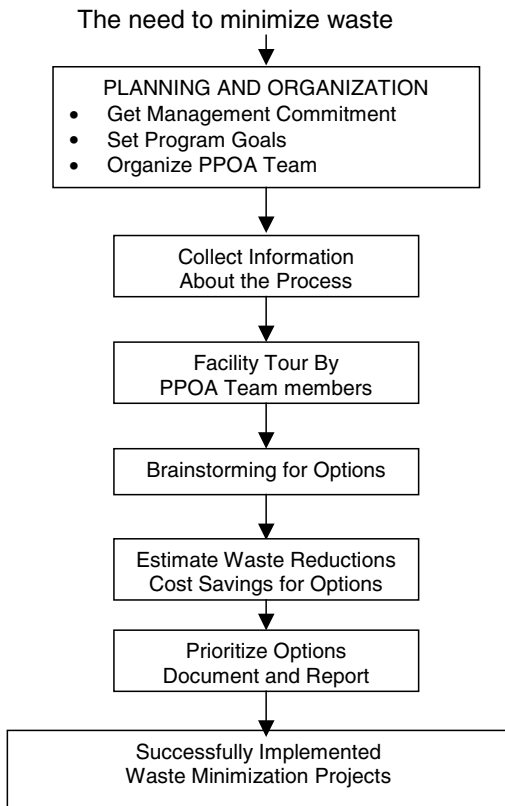 The need to minimize waste
PLANNING AND ORGANIZATION
• Get Management Commitment
• Set Program Goals
• Organize PPOA Team
Collect Information
About the Process
Facility Tour By
PPOA Team members
Brainstorming for Options
Estimate Waste Reductions
Cost Savings for Options
Prioritize Options
Document and Report
Successfully Implemented
Waste Minimization Projects